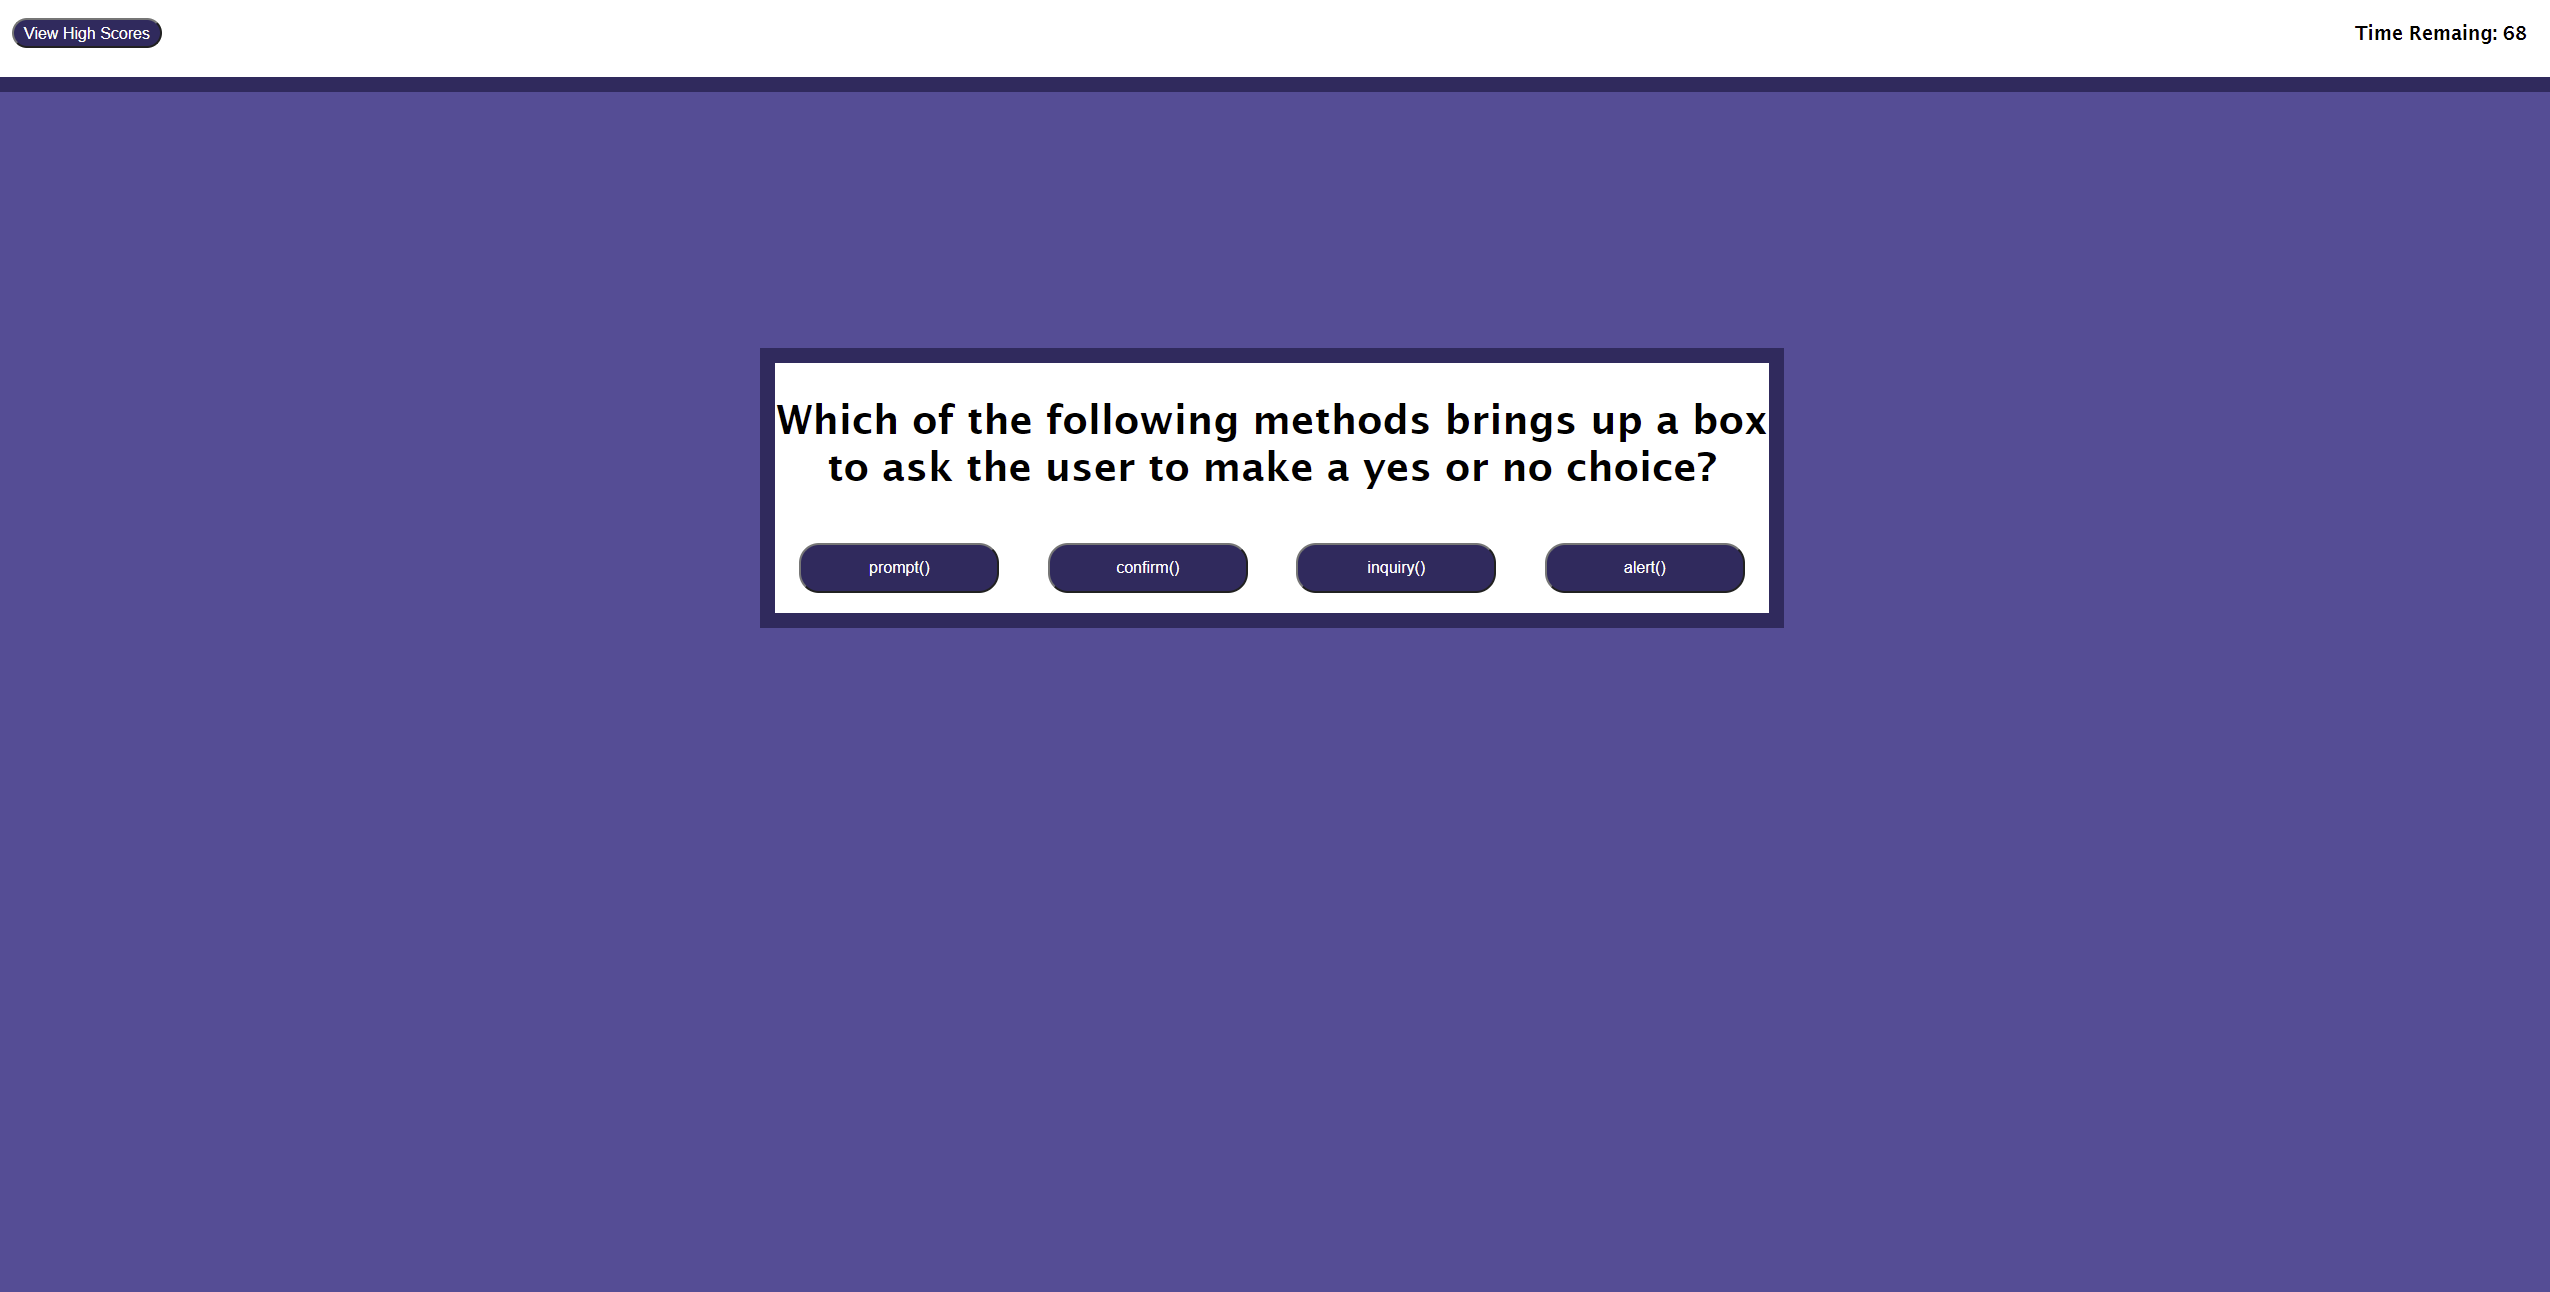 View High Scores
Time Remaing: 68
Which of the following methods brings up a box
to ask the user to make a yes or no choice?
prompt()
confirm()
inquiry()
alert()